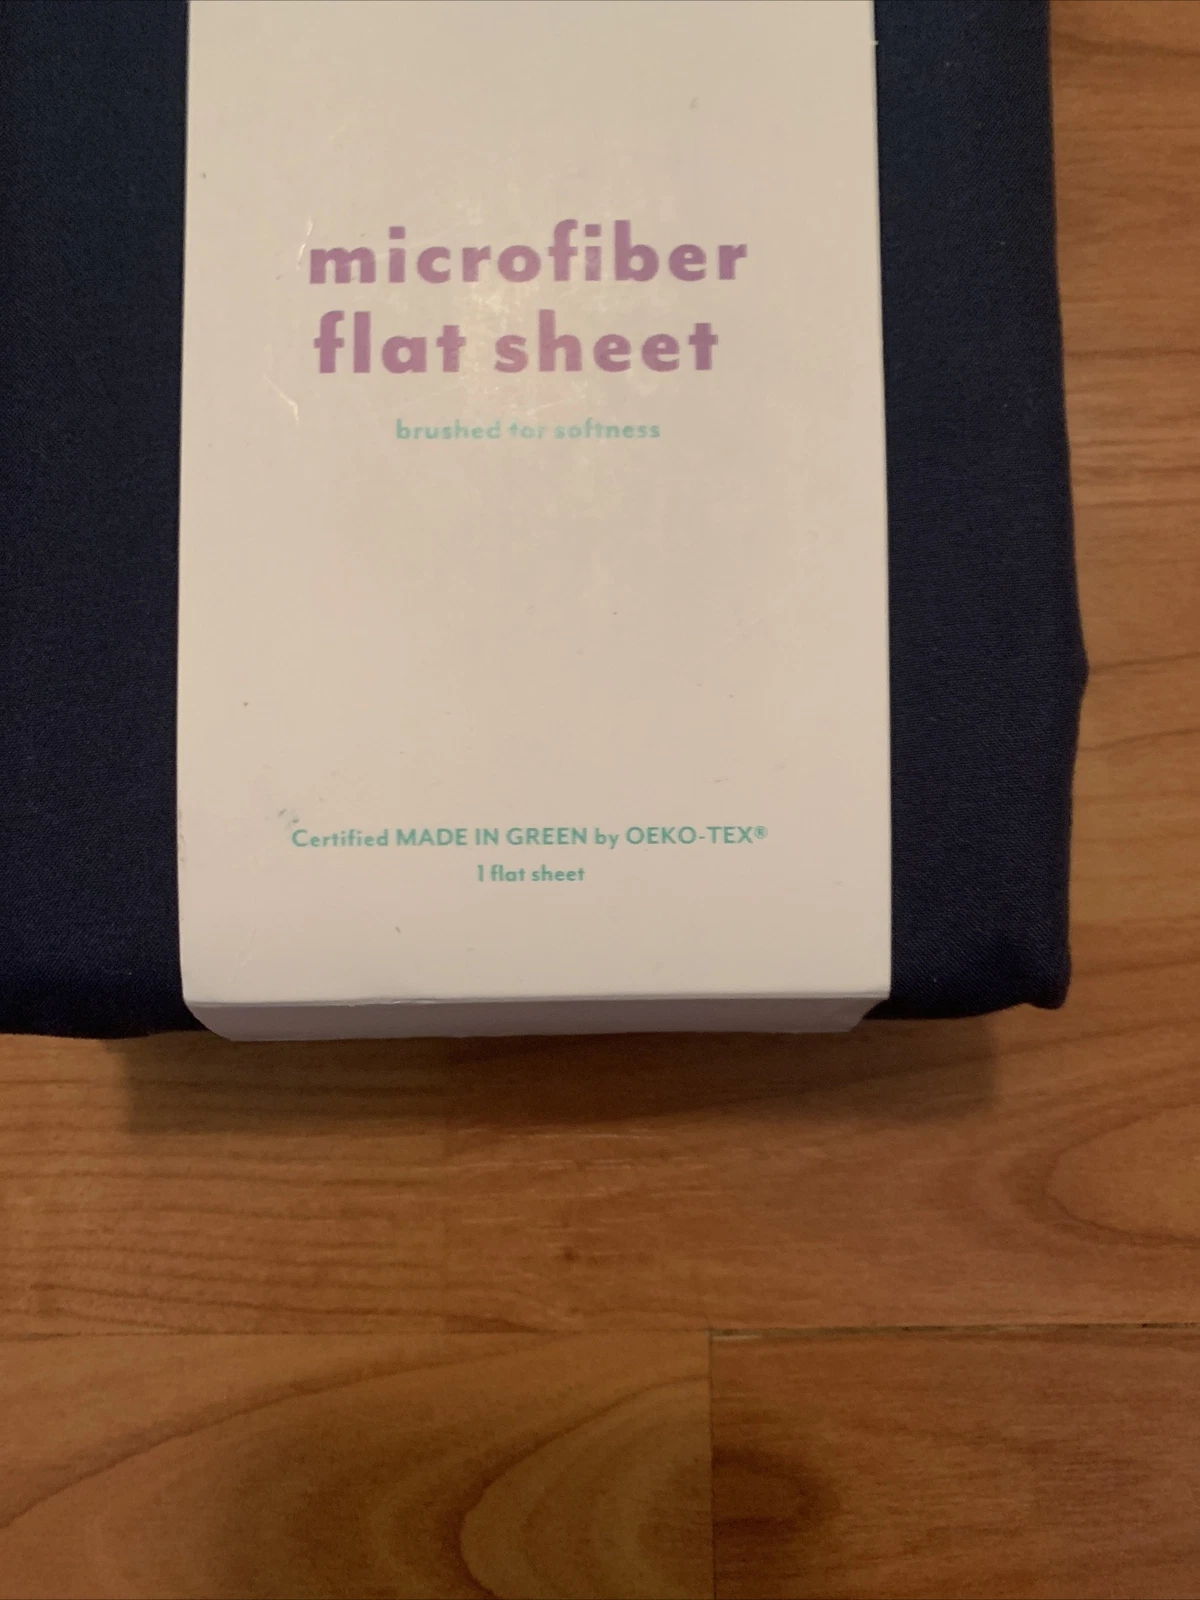 microfiber
flat sheet
brushed for softness
Certified MADE IN GREEN by OEKO-TEX®
1 flat sheet